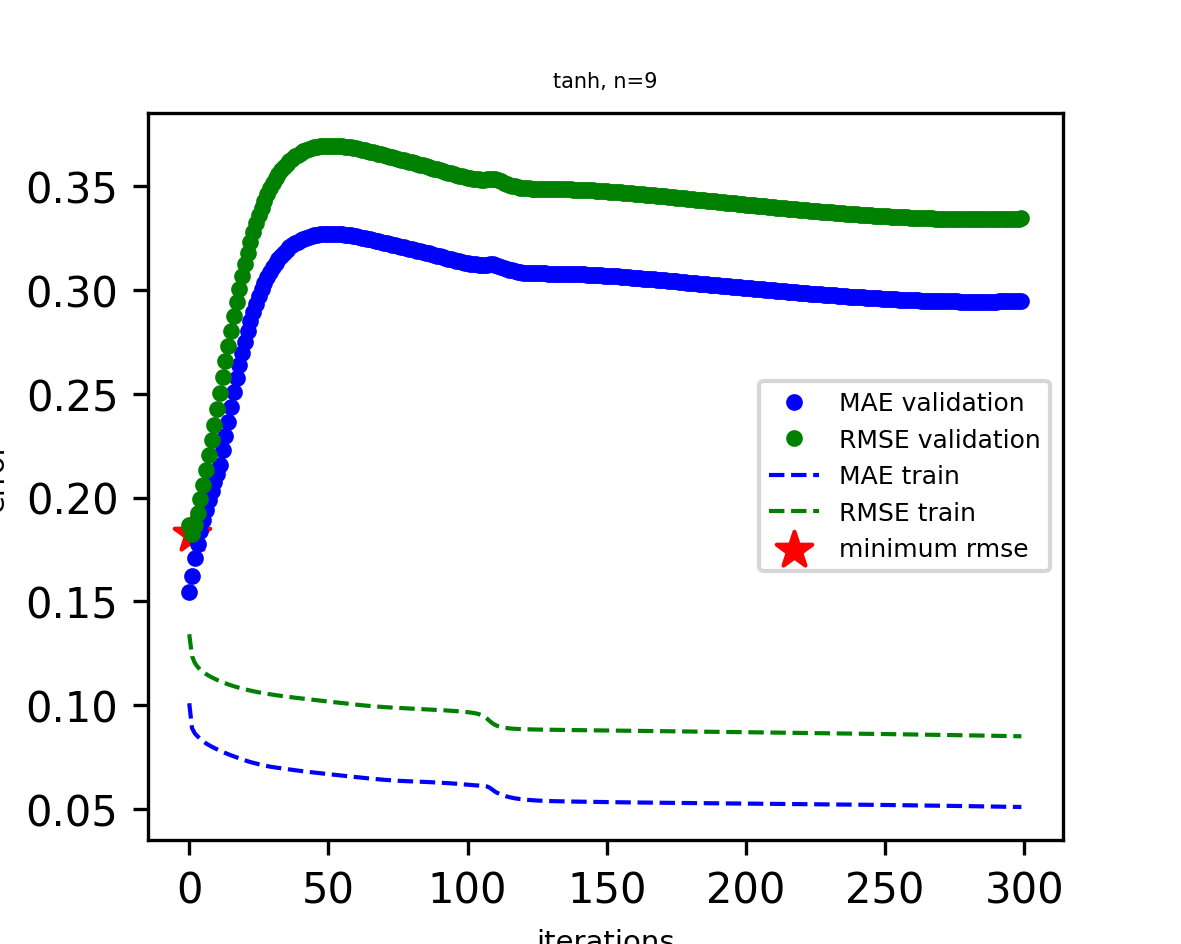 tanh, n=9
0.35
0.30
0.25
0.20
0.15
0.10
0.05
MAE validation
RMSE validation
MAE train
RMSE train
minimum rmse
0 50 100 150 200 250 300
iterations